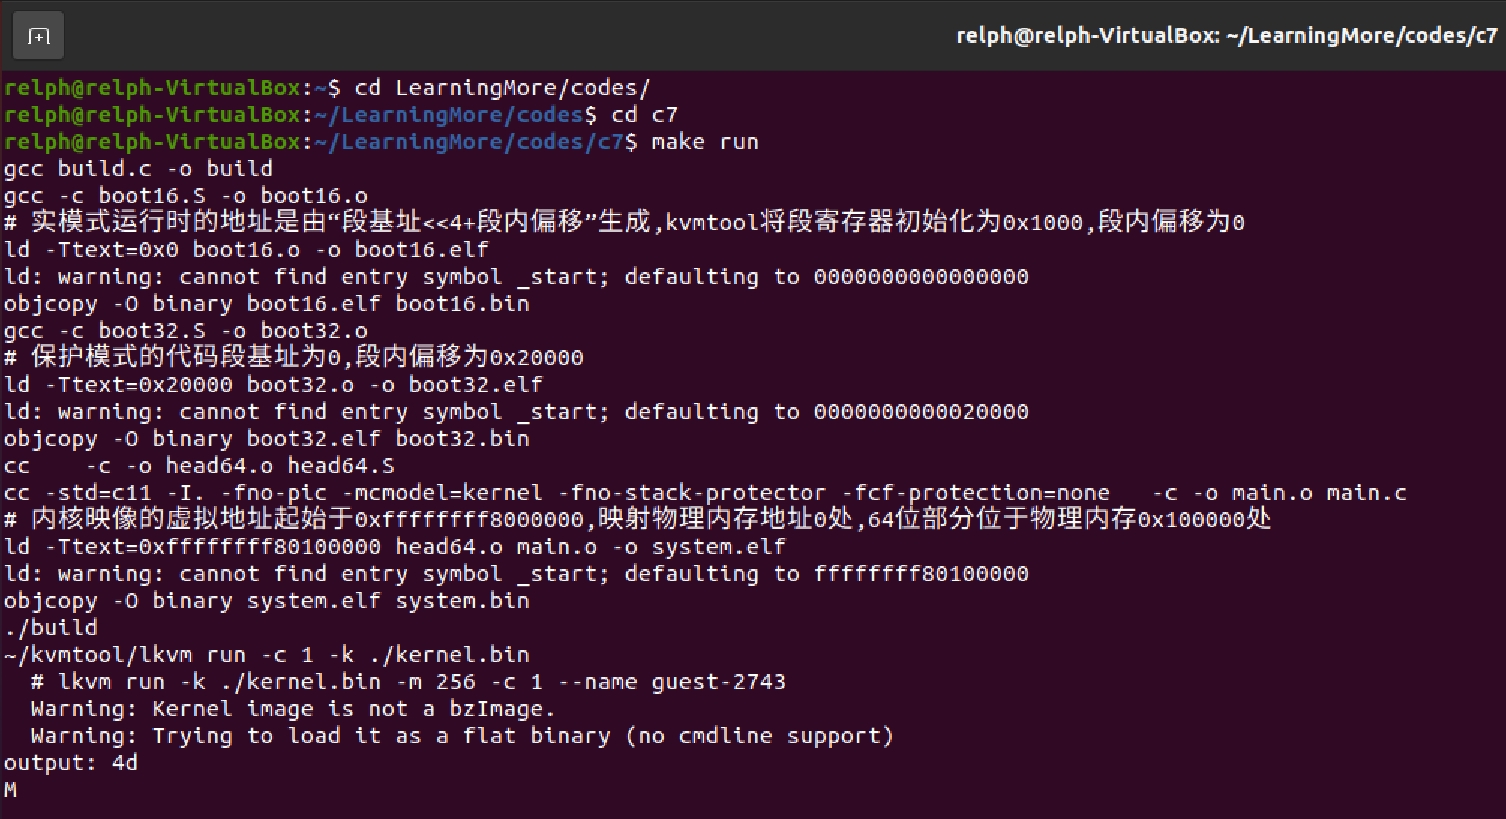 relph@relph-VirtualBox: ~/LearningMore/codes/c7
relph@relph-VirtualBox:~$ cd LearningMore/codes/
relph@relph-VirtualBox:~/LearningMore/codes$ cd c7
relph@relph-VirtualBox:~/LearningMore/codes/c7$ make run
gcc build.c -o build
gcc -c boot16.S -o boot16.o
# 实模式运行时的地址是由“段基址<<4+段内偏移”生成,kvmtool将段寄存器初始化为0x1000,段内偏移为0
ld -Ttext=0x0 boot16.o -o boot16.elf
ld: warning: cannot find entry symbol _start; defaulting to 0000000000000000
objcopy -O binary boot16.elf boot16.bin
gcc -c boot32.S -o boot32.o
# 保护模式的代码段基址为0,段内偏移为0x20000
ld -Ttext=0x20000 boot32.o -o boot32.elf
ld: warning: cannot find entry symbol _start; defaulting to 0000000000020000
objcopy -O binary boot32.elf boot32.bin
cc    -c -o head64.o head64.S
cc -std=c11 -I. -fno-pic -mcmodel=kernel -fno-stack-protector -fcf-protection=none   -c -o main.o main.c
# 内核映像的虚拟地址起始于0xffffffff8000000,映射物理内存地址0处,64位部分位于物理内存0x100000处
ld -Ttext=0xffffffff80100000 head64.o main.o -o system.elf
ld: warning: cannot find entry symbol _start; defaulting to ffffffff80100000
objcopy -O binary system.elf system.bin
./build
~/kvmtool/lkvm run -c 1 -k ./kernel.bin
  # lkvm run -k ./kernel.bin -m 256 -c 1 --name guest-2743
  Warning: Kernel image is not a bzImage.
  Warning: Trying to load it as a flat binary (no cmdline support)
output: 4d
M